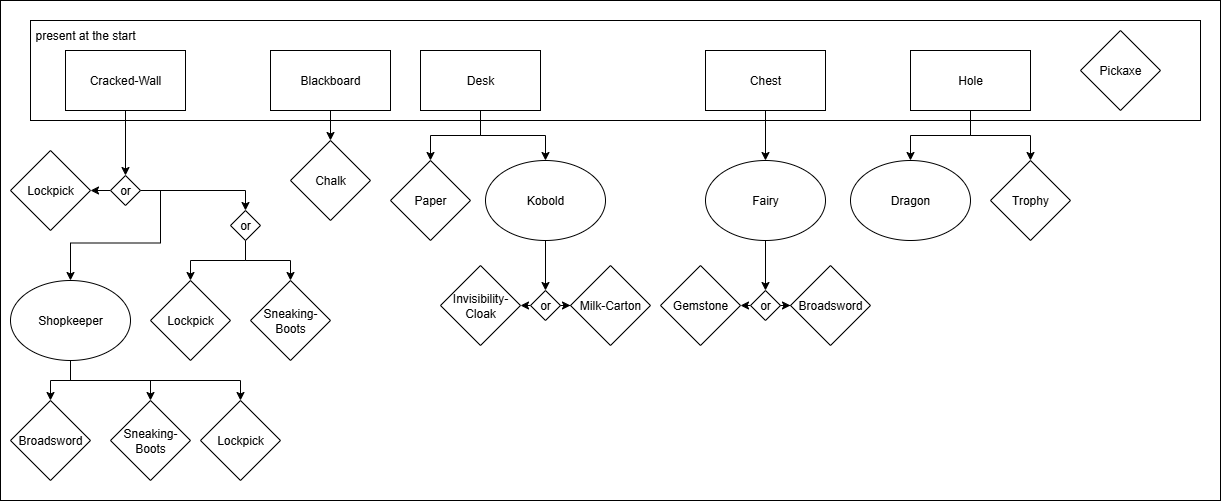 present at the start
Cracked-Wall
Blackboard
Desk
Chest
Hole
Pickaxe
Lockpick
or
Chalk
Paper
Kobold
Fairy
Dragon
Trophy
or
Shopkeeper
Lockpick
Sneaking-
Boots
Invisibility-
Cloak
or
Milk-Carton
Gemstone
or
Broadsword
Broadsword
Sneaking-
Boots
Lockpick